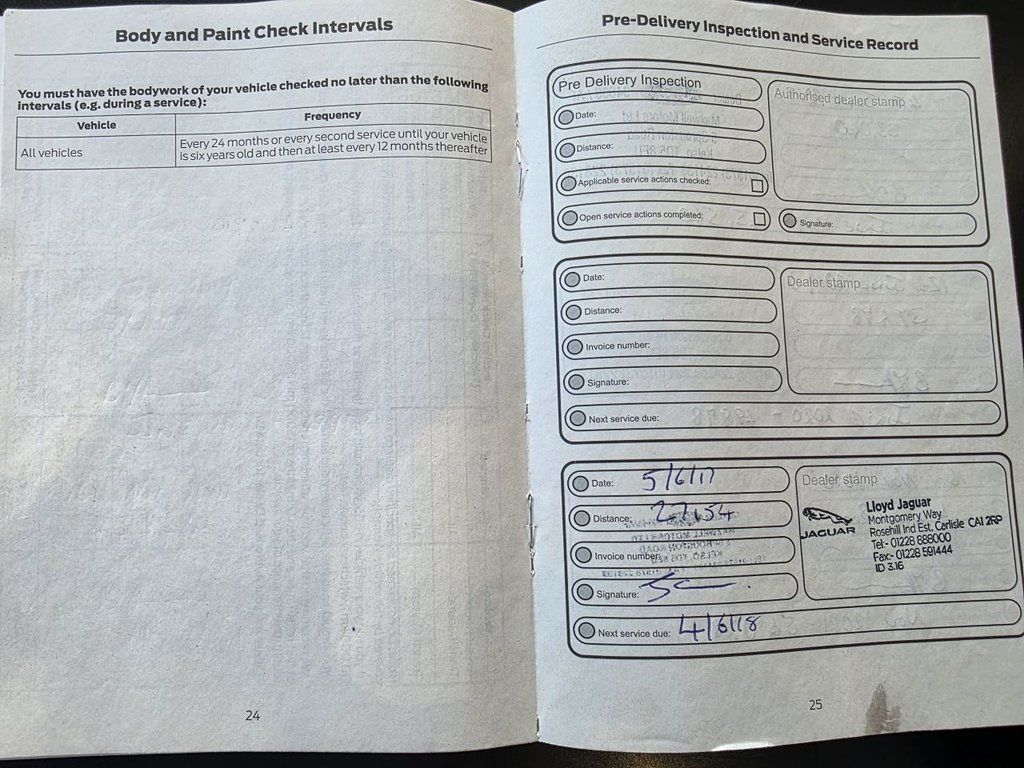 Body and Paint Check Intervals
You must have the bodywork of your vehicle checked no later than the following
intervals (e.g. during a service):
Vehicle Frequency
All vehicles Every 24 months or every second service until your vehicle
is six years old and then at least every 12 months thereafter
24
Pre-Delivery Inspection and Service Record
Pre Delivery Inspection
Date:
Distance:
Applicable service actions checked:
Open service actions completed:
Authorised dealer stamp
Signature:
Date:
Distance:
Invoice number:
Signature:
Next service due:
Dealer stamp
Date: 5/6/17
Distance: 27154
Invoice number:
Signature:
Next service due: 4/6/18
Dealer stamp
JAGUAR
Lloyd Jaguar
Montgomery Way
Rosehill Ind Est, Carlisle CA1 2RP
Tel:- 01228 888000
Fax:- 01228 591444
ID 3.16
25